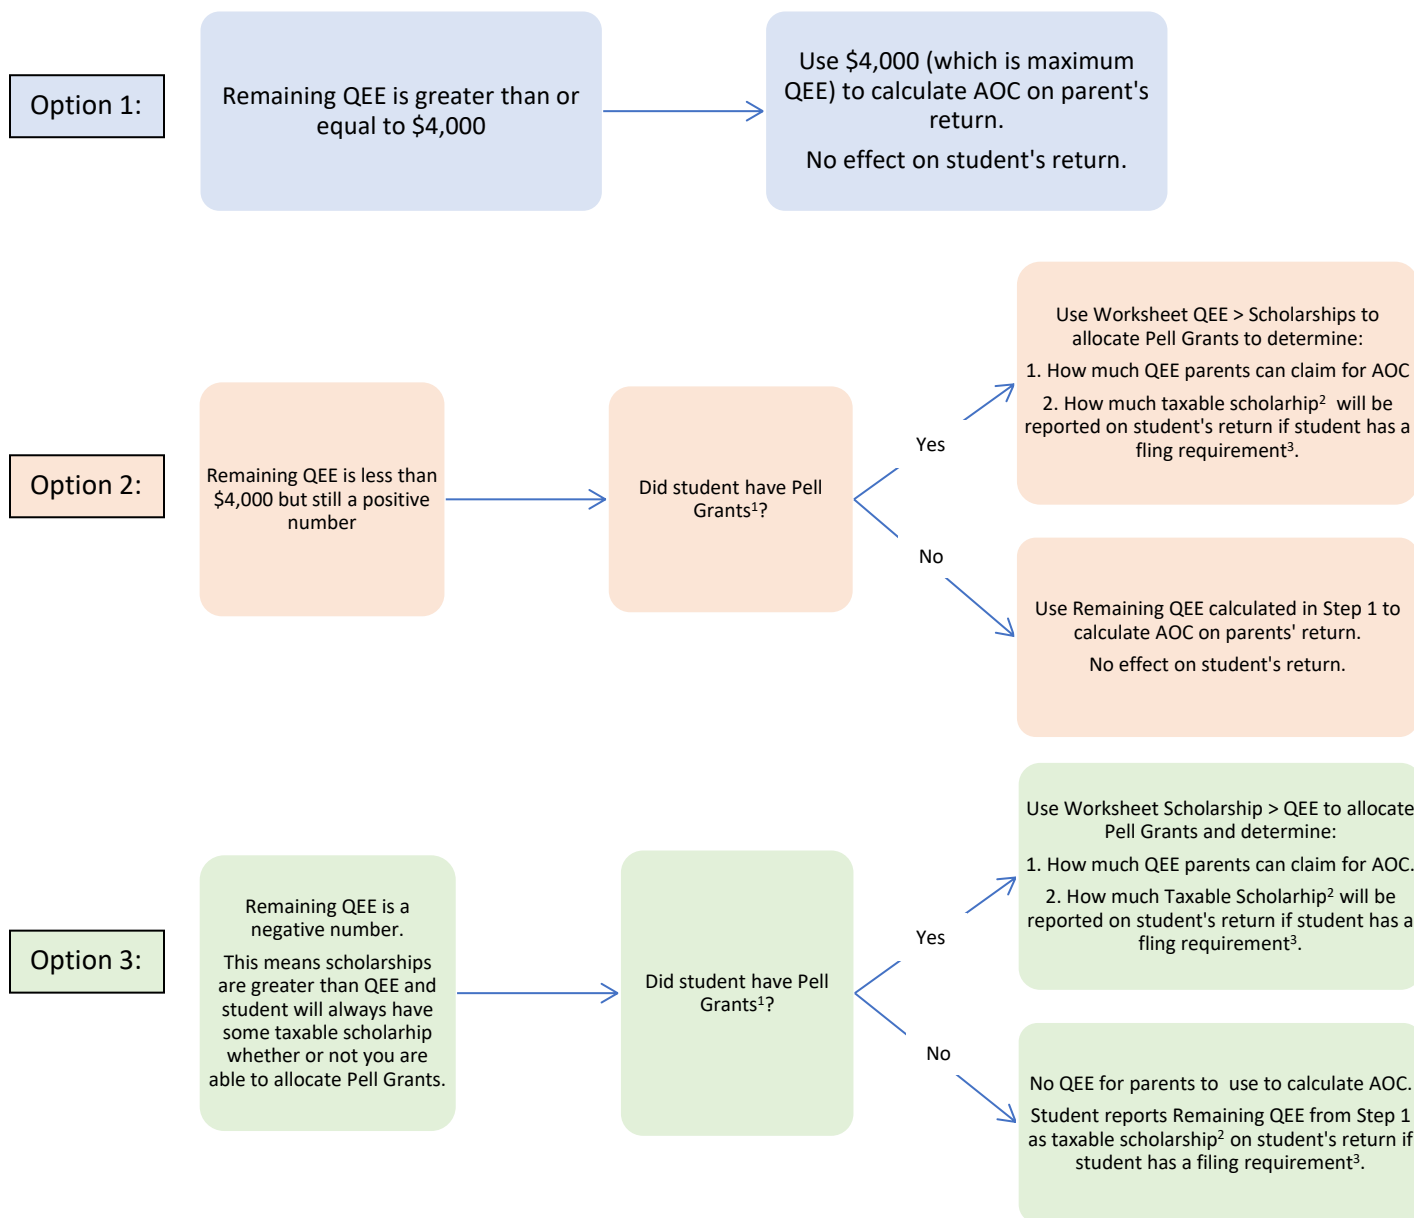 Option 1:
Remaining QEE is greater than or
equal to $4,000
Use $4,000 (which is maximum
QEE) to calculate AOC on parent's
return.
No effect on student's return.
Option 2:
Remaining QEE is less than
$4,000 but still a positive
number
Did student have Pell
Grants¹?
Yes
No
Use Worksheet QEE > Scholarships to
allocate Pell Grants to determine:
1. How much QEE parents can claim for AOC
2. How much taxable scholarhip² will be
reported on student's return if student has a
fling requirement³.
Use Remaining QEE calculated in Step 1 to
calculate AOC on parents' return.
No effect on student's return.
Option 3:
Remaining QEE is a
negative number.
This means scholarships
are greater than QEE and
student will always have
some taxable scholarhip
whether or not you are
able to allocate Pell Grants.
Did student have Pell
Grants¹?
Yes
No
Use Worksheet Scholarship > QEE to allocate
Pell Grants and determine:
1. How much QEE parents can claim for AOC.
2. How much Taxable Scholarhip² will be
reported on student's return if student has a
fling requirement³.
No QEE for parents to use to calculate AOC.
Student reports Remaining QEE from Step 1
as taxable scholarship² on student's return if
student has a filing requirement³.